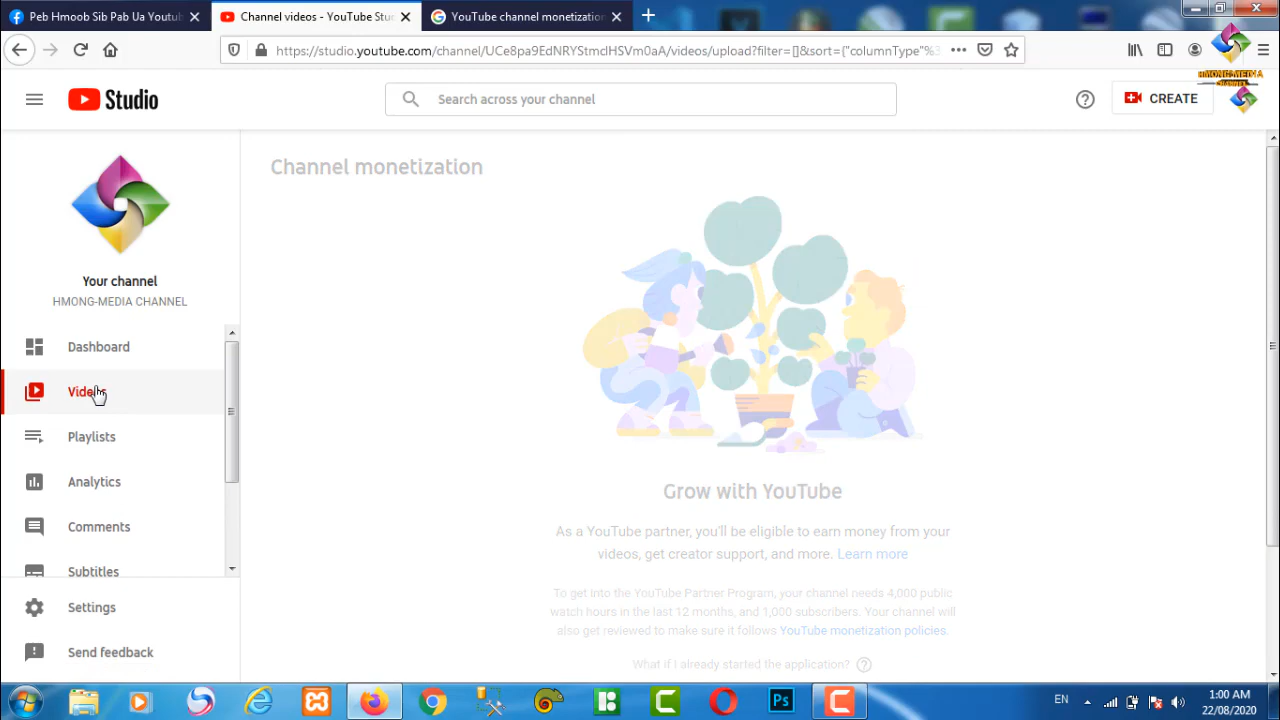 Peb Hmoob Sib Pab Ua Youtu
Channel videos - YouTube Stu
YouTube channel monetization
https://studio.youtube.com/channel/UCe8pa9EdNRYStmclHSVm0aA/videos/upload?filter=[]&sort={"columnType"%3
HMONG-MEDIA
CHANNEL
Studio
Search across your channel
CREATE
Your channel
HMONG-MEDIA CHANNEL
Dashboard
Videos
Playlists
Analytics
Comments
Subtitles
Settings
Send feedback
Channel monetization
Grow with YouTube
As a YouTube partner, you'll be eligible to earn money from your
videos, get creator support, and more. Learn more
To get into the YouTube Partner Program, your channel needs 4,000 public
watch hours in the last 12 months, and 1,000 subscribers. Your channel will
also get reviewed to make sure it follows YouTube monetization policies.
What if I already started the application?
Ps
EN
1:00 AM
22/08/2020